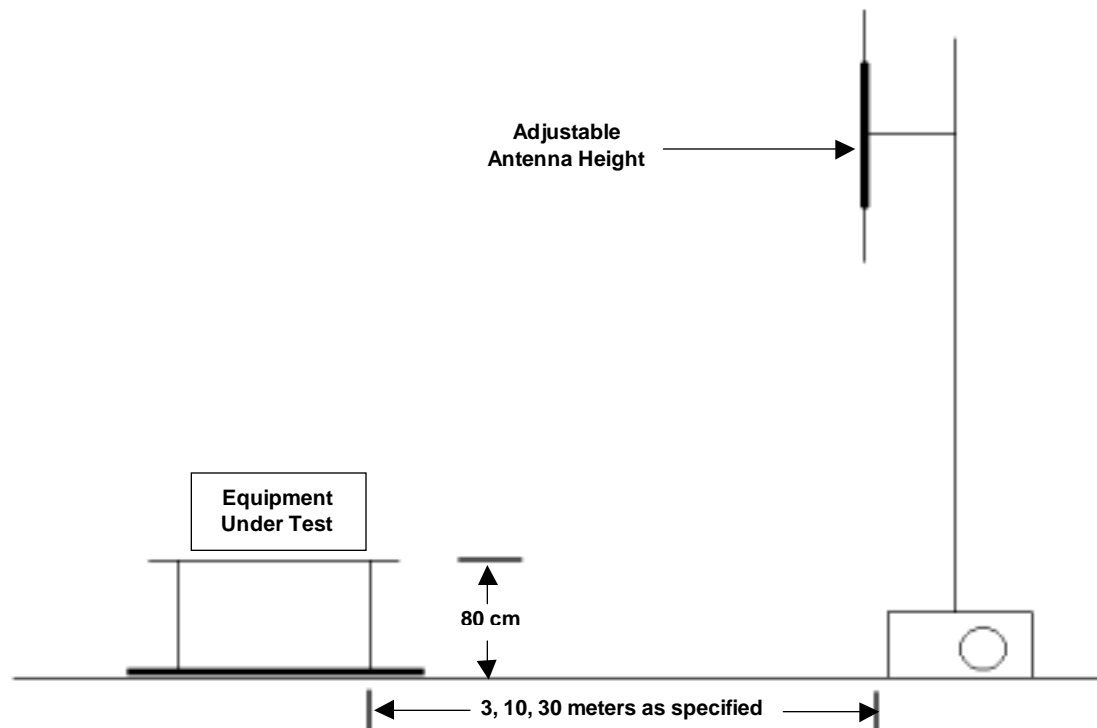 Adjustable
Antenna Height
Equipment
Under Test
80 cm
3, 10, 30 meters as specified